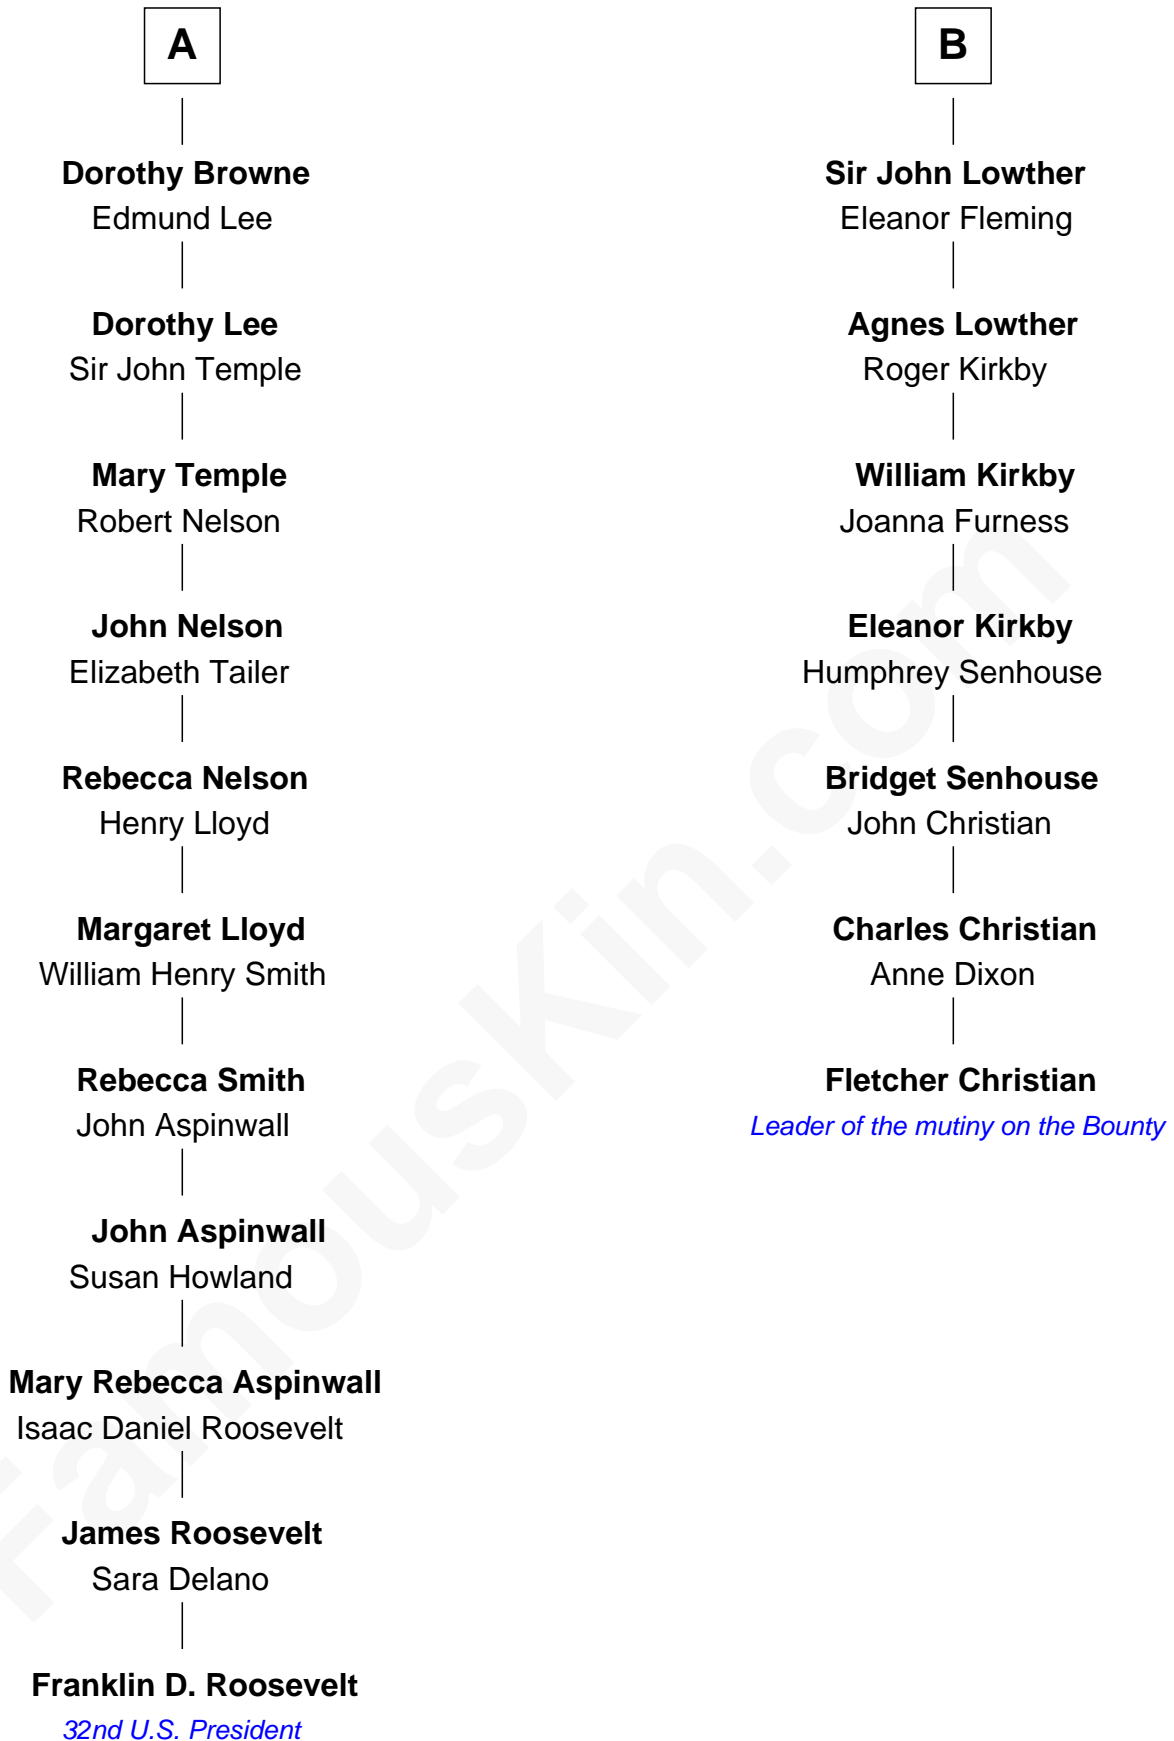 A
Dorothy Browne
Edmund Lee
Dorothy Lee
Sir John Temple
Mary Temple
Robert Nelson
John Nelson
Elizabeth Tailer
Rebecca Nelson
Henry Lloyd
Margaret Lloyd
William Henry Smith
Rebecca Smith
John Aspinwall
John Aspinwall
Susan Howland
Mary Rebecca Aspinwall
Isaac Daniel Roosevelt
James Roosevelt
Sara Delano
Franklin D. Roosevelt
32nd U.S. President
B
Sir John Lowther
Eleanor Fleming
Agnes Lowther
Roger Kirkby
William Kirkby
Joanna Furness
Eleanor Kirkby
Humphrey Senhouse
Bridget Senhouse
John Christian
Charles Christian
Anne Dixon
Fletcher Christian
Leader of the mutiny on the Bounty
FamousKin.com